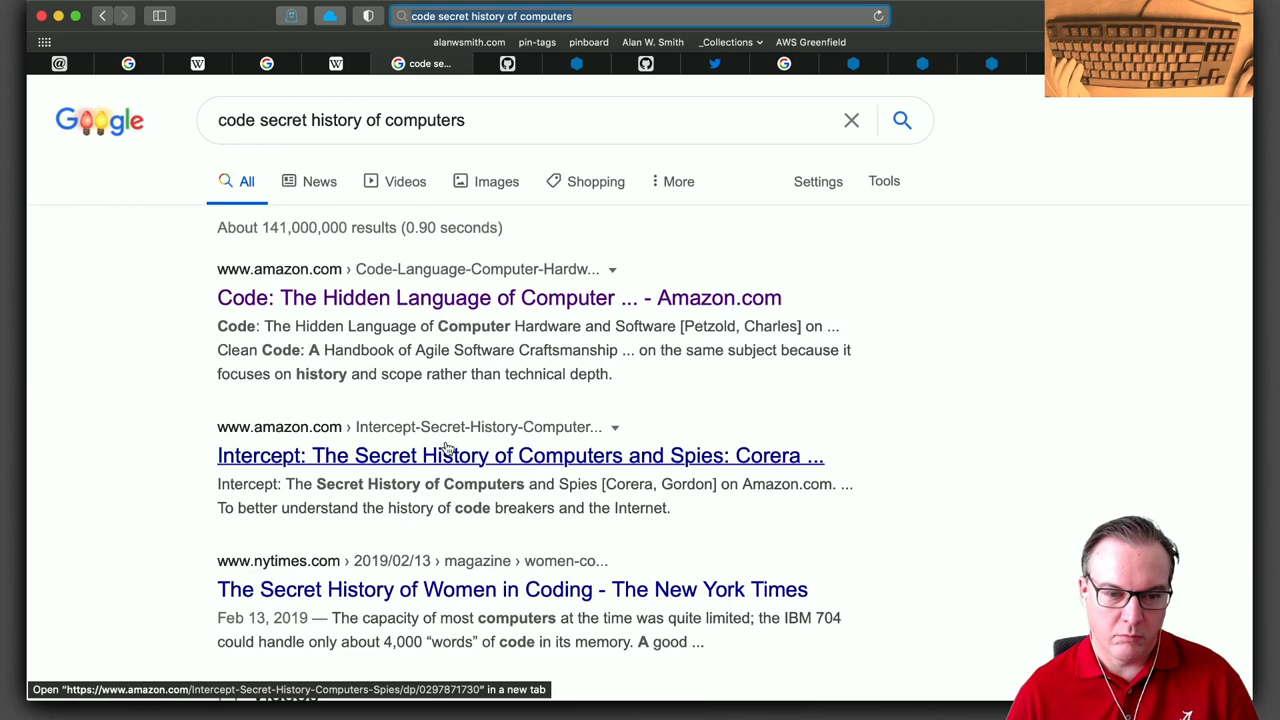 code secret history of computers
alanwsmith.com pin-tags pinboard Alan W. Smith _Collections AWS Greenfield
code se...
Google
code secret history of computers
All News Videos Images Shopping More Settings Tools
About 141,000,000 results (0.90 seconds)
www.amazon.com › Code-Language-Computer-Hardw...
Code: The Hidden Language of Computer ... - Amazon.com
Code: The Hidden Language of Computer Hardware and Software [Petzold, Charles] on ...
Clean Code: A Handbook of Agile Software Craftsmanship ... on the same subject because it
focuses on history and scope rather than technical depth.
www.amazon.com › Intercept-Secret-History-Computer...
Intercept: The Secret History of Computers and Spies: Corera ...
Intercept: The Secret History of Computers and Spies [Corera, Gordon] on Amazon.com. ...
To better understand the history of code breakers and the Internet.
www.nytimes.com › 2019/02/13 › magazine › women-co...
The Secret History of Women in Coding - The New York Times
Feb 13, 2019 — The capacity of most computers at the time was quite limited; the IBM 704
could handle only about 4,000 “words” of code in its memory. A good ...
Open "https://www.amazon.com/Intercept-Secret-History-Computers-Spies/dp/0297871730" in a new tab